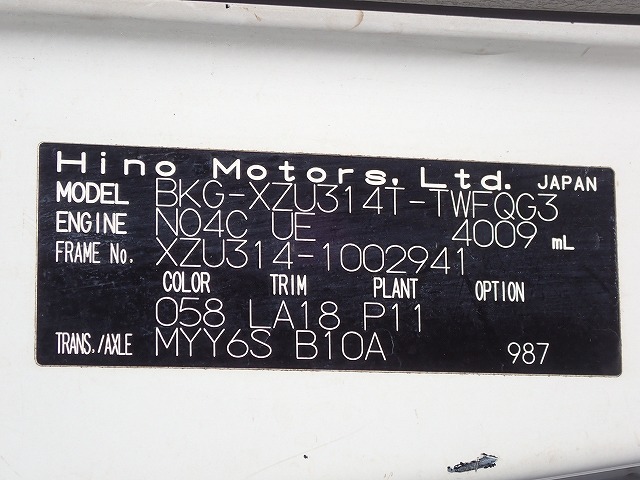 Hino Motors, Ltd. JAPAN
MODEL BKG-XZU314T-TWFQG3
ENGINE N04C UE 4009 mL
FRAME No. XZU314-1002941
COLOR TRIM PLANT OPTION
058 LA18 P11
TRANS./AXLE MYY6S B10A 987